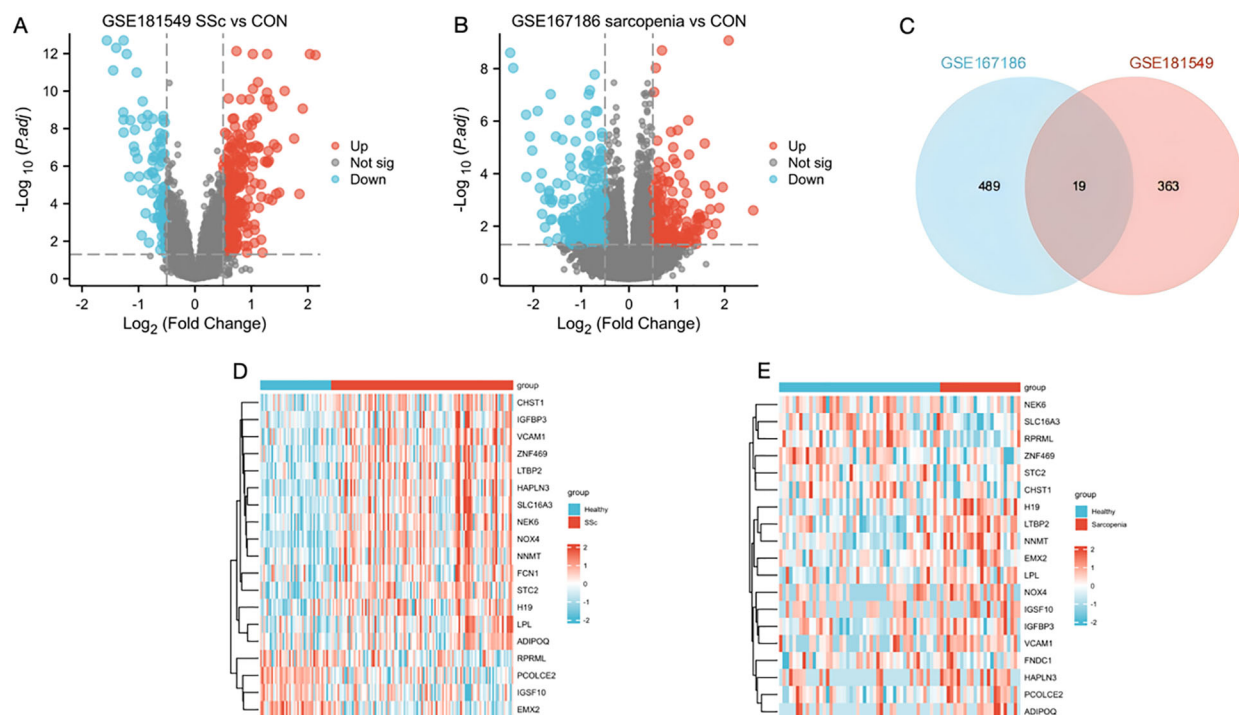 A
GSE181549 SSc vs CON
-Log10 (P.adj)
12
10
8
6
4
2
0
-2
-1
0
1
2
Log2 (Fold Change)
Up
Not sig
Down
B
GSE167186 sarcopenia vs CON
-Log10 (P.adj)
8
6
4
2
0
-2
-1
0
1
2
Log2 (Fold Change)
Up
Not sig
Down
C
GSE167186
GSE181549
489
19
363
D
group
CHST1
IGFBP3
VCAM1
ZNF469
LTBP2
HAPLN3
SLC16A3
NEK6
NOX4
NNMT
FCN1
STC2
H19
LPL
ADIPOQ
RPRML
PCOLCE2
IGSF10
EMX2
group
Healthy
SSc
2
1
0
-1
-2
E
group
NEK6
SLC16A3
RPRML
ZNF469
STC2
CHST1
H19
LTBP2
NNMT
EMX2
LPL
NOX4
IGSF10
IGFBP3
VCAM1
FNDC1
HAPLN3
PCOLCE2
ADIPOQ
group
Healthy
Sarcopenia
2
1
0
-1
-2